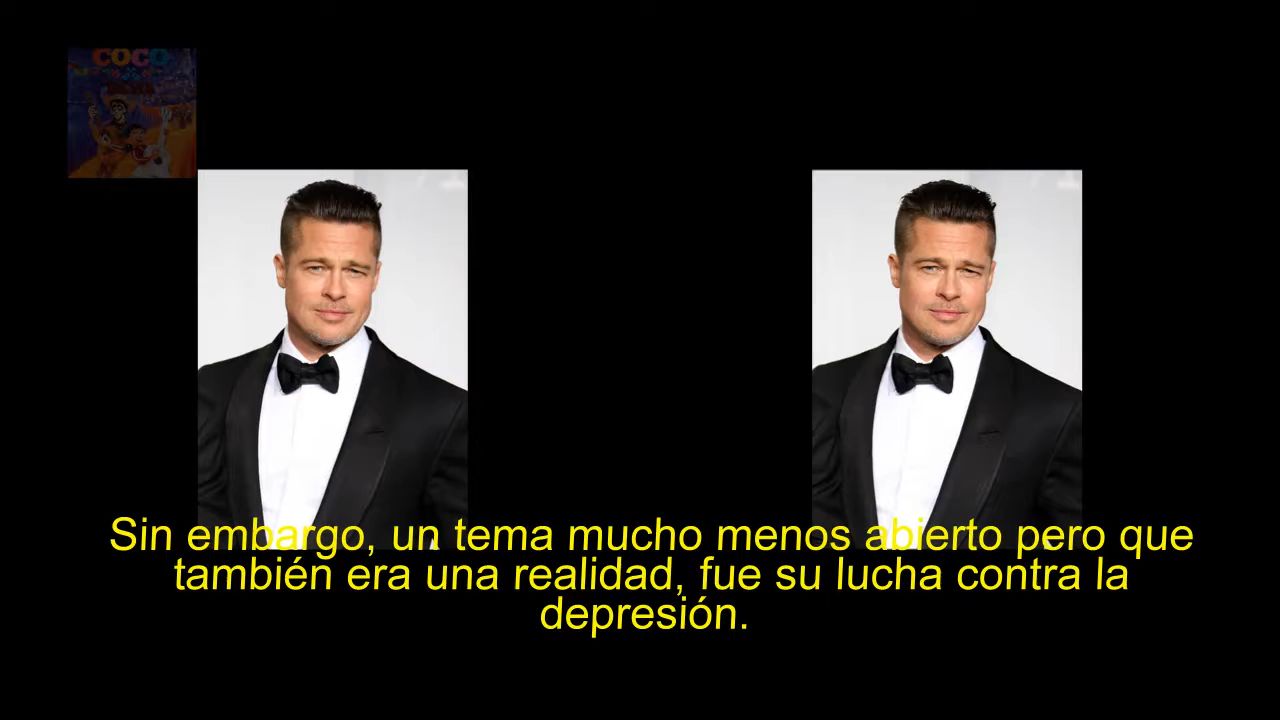 COCO
Sin embargo, un tema mucho menos abierto pero que
también era una realidad, fue su lucha contra la
depresión.